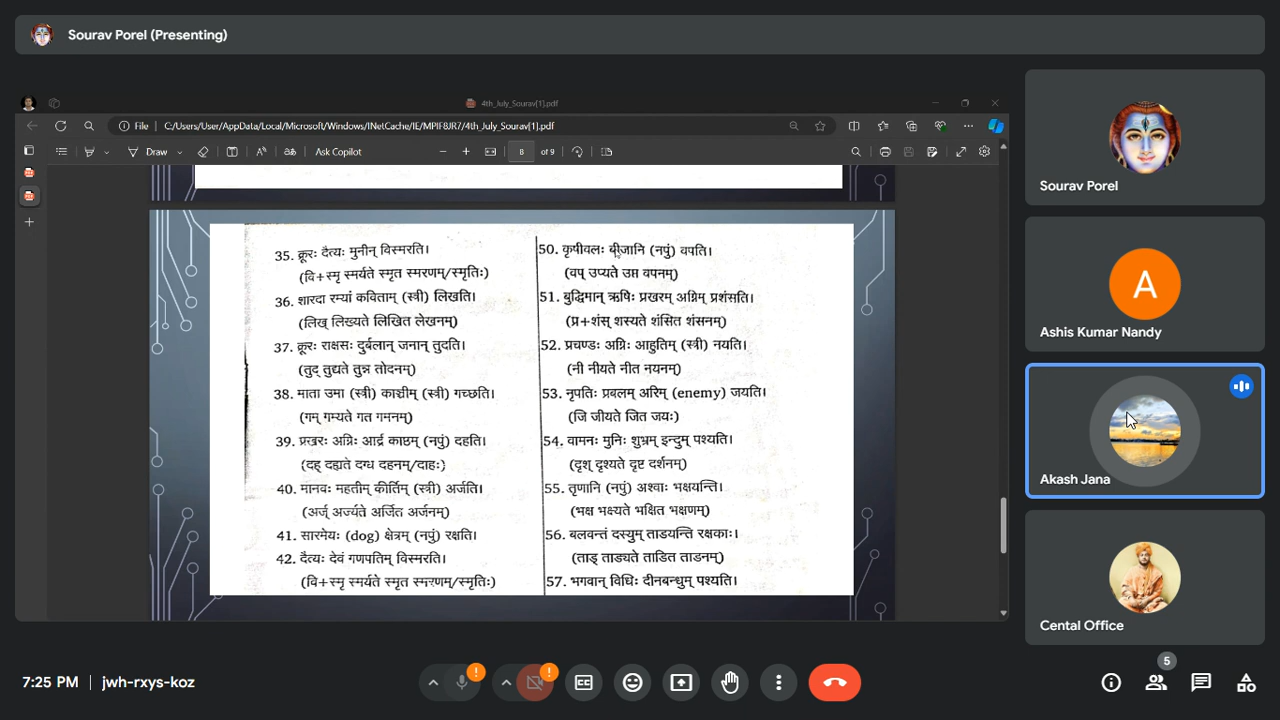 Sourav Porel (Presenting)
4th_July_Sourav[1].pdf
File | C:/Users/User/AppData/Local/Microsoft/Windows/INetCache/IE/MPIF8JR7/4th_July_Sourav[1].pdf
Draw
Ask Copilot
8 of 9
35. क्रूरः दैत्यः मुनीन् विस्मरति।
(वि+स्मृ स्मर्यते स्मृत स्मरणम्/स्मृतिः)
36. शारदा रम्यां कविताम् (स्त्री) लिखति।
(लिख् लिख्यते लिखित लेखनम्)
37. क्रूरः राक्षसः दुर्बलान् जनान् तुदति।
(तुद् तुद्यते तुन्न तोदनम्)
38. माता उमा (स्त्री) काञ्चीम् (स्त्री) गच्छति।
(गम् गम्यते गत गमनम्)
39. प्रखरः अग्निः आर्द्रं काष्ठम् (नपुं) दहति।
(दह् दह्यते दग्ध दहनम्/दाहः)
40. मानवः महतीम् कीर्तिम् (स्त्री) अर्जति।
(अर्ज् अर्ज्यते अर्जित अर्जनम्)
41. सारमेयः (dog) क्षेत्रम् (नपुं) रक्षति।
42. दैत्यः देवं गणपतिम् विस्मरति।
(वि+स्मृ स्मर्यते स्मृत स्मरणम्/स्मृतिः)
50. कृषीवलः बीजानि (नपुं) वपति।
(वप् उप्यते उप्त वपनम्)
51. बुद्धिमान् ऋषिः प्रखरम् अग्निम् प्रशंसति।
(प्र+शंस् शस्यते शंसित शंसनम्)
52. प्रचण्डः अग्निः आहुतिम् (स्त्री) नयति।
(नी नीयते नीत नयनम्)
53. नृपतिः प्रबलम् अरिम् (enemy) जयति।
(जि जीयते जित जयः)
54. वामनः मुनिः शुभ्रम् इन्दुम् पश्यति।
(दृश् दृश्यते दृष्ट दर्शनम्)
55. तृणानि (नपुं) अश्वाः भक्षयन्ति।
(भक्ष भक्ष्यते भक्षित भक्षणम्)
56. बलवन्तं दस्युम् ताडयन्ति रक्षकाः।
(ताड् ताड्यते ताडित ताडनम्)
57. भगवान् विधिः दीनबन्धुम् पश्यति।
Sourav Porel
A
Ashis Kumar Nandy
Akash Jana
Cental Office
7:25 PM | jwh-rxys-koz
5